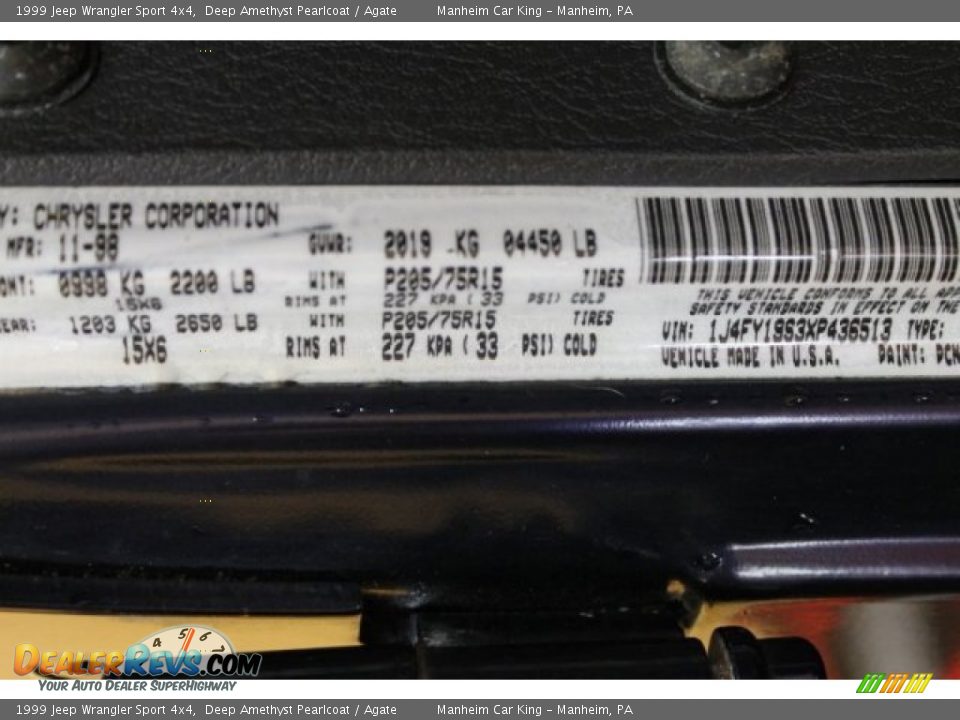 1999 Jeep Wrangler Sport 4x4, Deep Amethyst Pearlcoat / Agate Manheim Car King - Manheim, PA
Y: CHRYSLER CORPORATION
MFR: 11-98 GVWR: 2019 KG 04450 LB
ONT: 0998 KG 2200 LB WITH P205/75R15 TIRES
15X6 RIMS AT 227 KPA ( 33 PSI) COLD
EAR: 1203 KG 2650 LB WITH P205/75R15 TIRES
15X6 RIMS AT 227 KPA ( 33 PSI) COLD
THIS VEHICLE CONFORMS TO ALL
SAFETY STANDARDS IN EFFECT ON THE
VIN: 1J4FY19S3XP436513 TYPE:
VEHICLE MADE IN U.S.A. PAINT: PCN
4 5 6
DEALERREVS.COM
YOUR AUTO DEALER SUPERHIGHWAY
1999 Jeep Wrangler Sport 4x4, Deep Amethyst Pearlcoat / Agate Manheim Car King - Manheim, PA